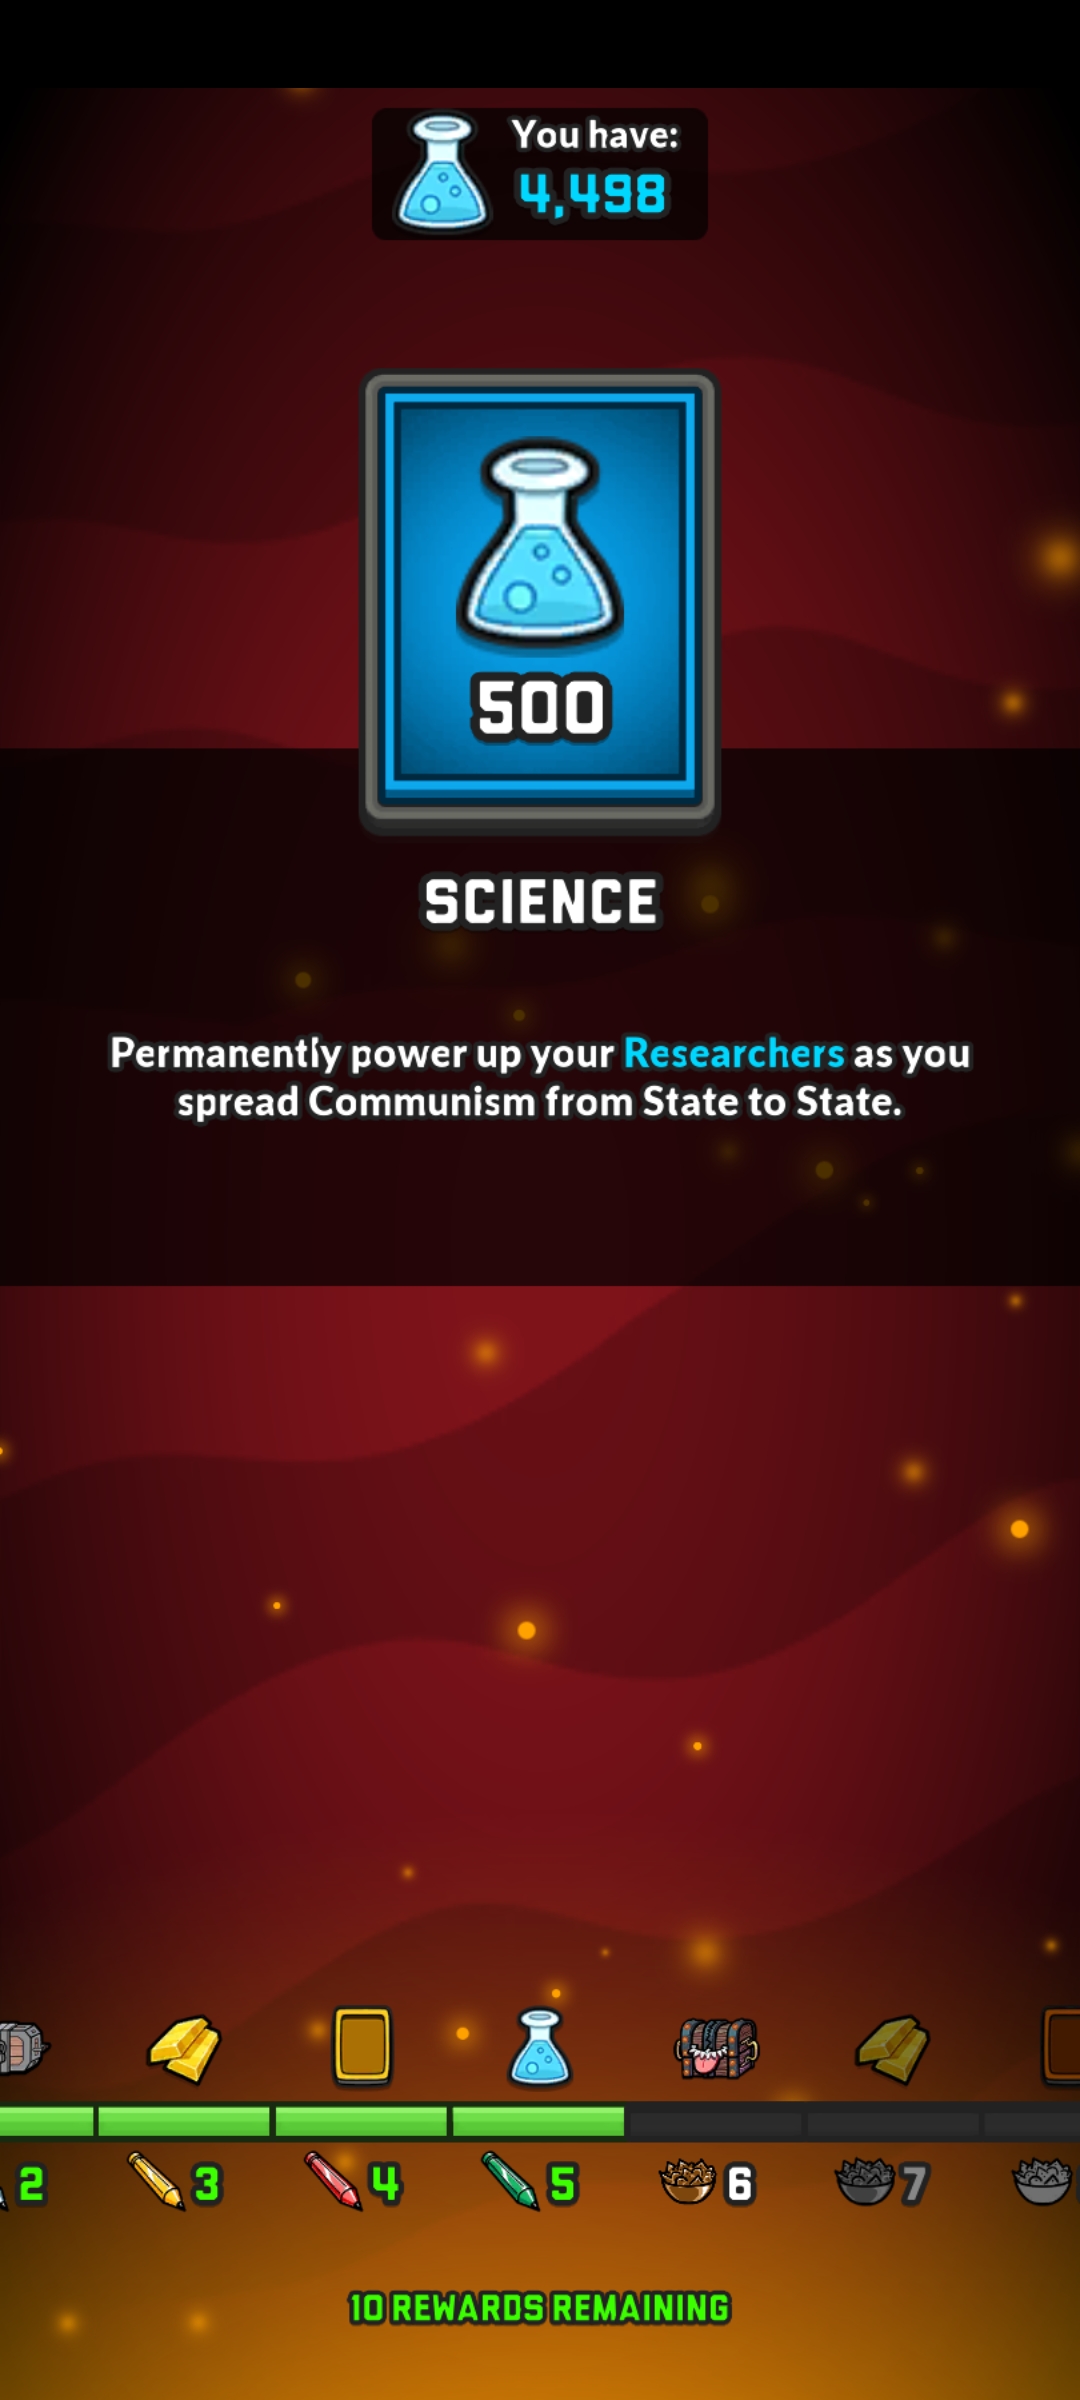 You have:
4,498
500
SCIENCE
Permanently power up your Researchers as you
spread Communism from State to State.
2 3 4 5 6 7
10 REWARDS REMAINING